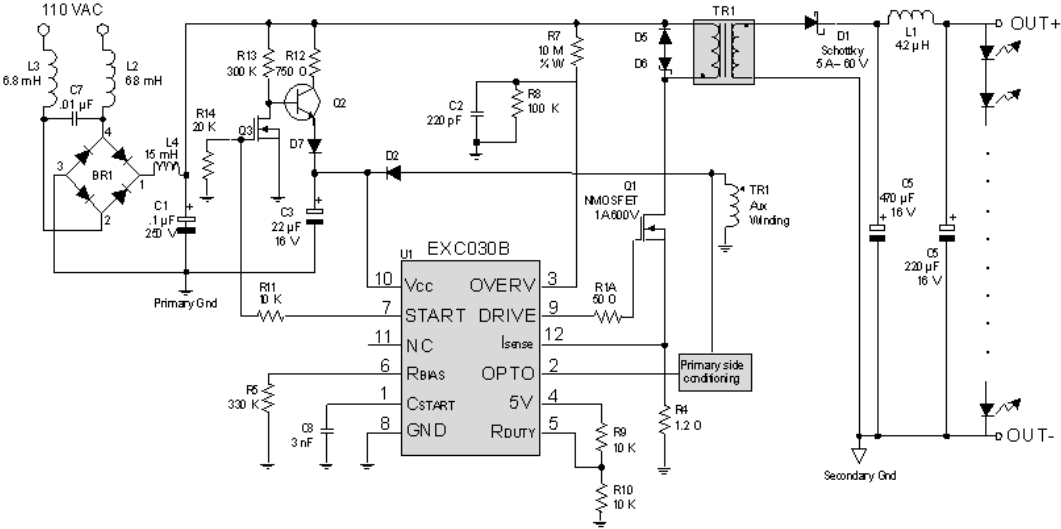 110 VAC
L3
6.8 mH
L2
68 mH
C7
.01 µF
4
3
BR1
1
2
L4
15 mH
C1
.1 µF
250 V
Primary Gnd
R14
20 K
R13
300 K
R12
750 Ω
Q2
Q3
D7
C3
22 µF
16 V
D2
C2
220 pF
R8
100 K
R7
10 M
¼ W
D5
D6
TR1
D1
Schottky
5 A – 60 V
L1
4.2 µH
OUT+
Q1
NMOSFET
1 A 600 V
TR1
Aux
Winding
C5
470 µF
16 V
C5
220 µF
16 V
U1
EXC030B
10 VCC
OVERV 3
R11
10 K
7 START
DRIVE 9
R1A
50 Ω
11 NC
Isense 12
6 RBIAS
OPTO 2
Primary side
conditioning
R5
330 K
1 CSTART
5V 4
C8
3 nF
8 GND
RDUTY 5
R9
10 K
R10
10 K
R4
1.2 Ω
OUT-
Secondary Gnd